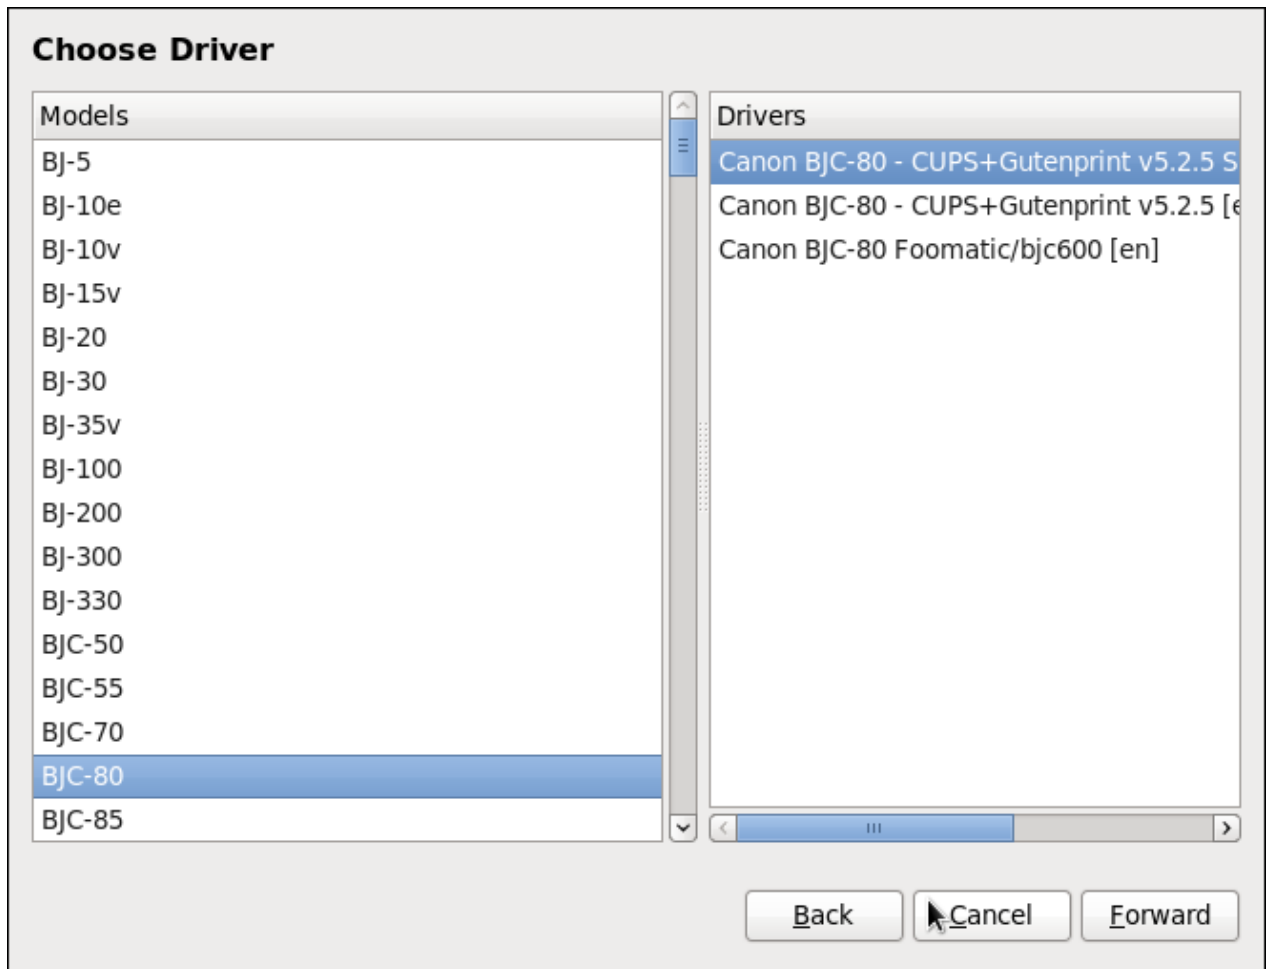 Choose Driver
Models
BJ-5
BJ-10e
BJ-10v
BJ-15v
BJ-20
BJ-30
BJ-35v
BJ-100
BJ-200
BJ-300
BJ-330
BJC-50
BJC-55
BJC-70
BJC-80
BJC-85
Drivers
Canon BJC-80 - CUPS+Gutenprint v5.2.5 S
Canon BJC-80 - CUPS+Gutenprint v5.2.5 [e
Canon BJC-80 Foomatic/bjc600 [en]
Back
Cancel
Forward